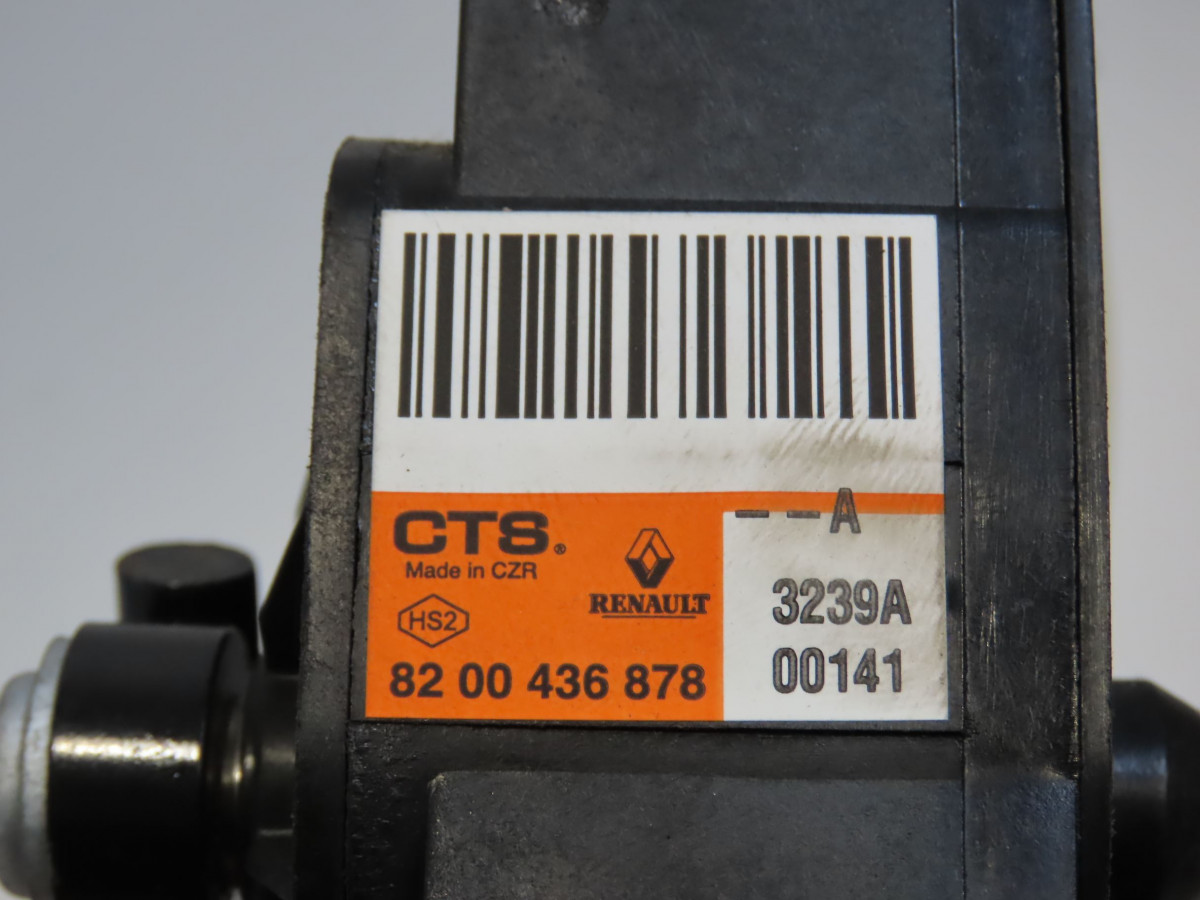 CTS®
Made in CZR
HS2
RENAULT
82 00 436 878
– – A
3239A
00141